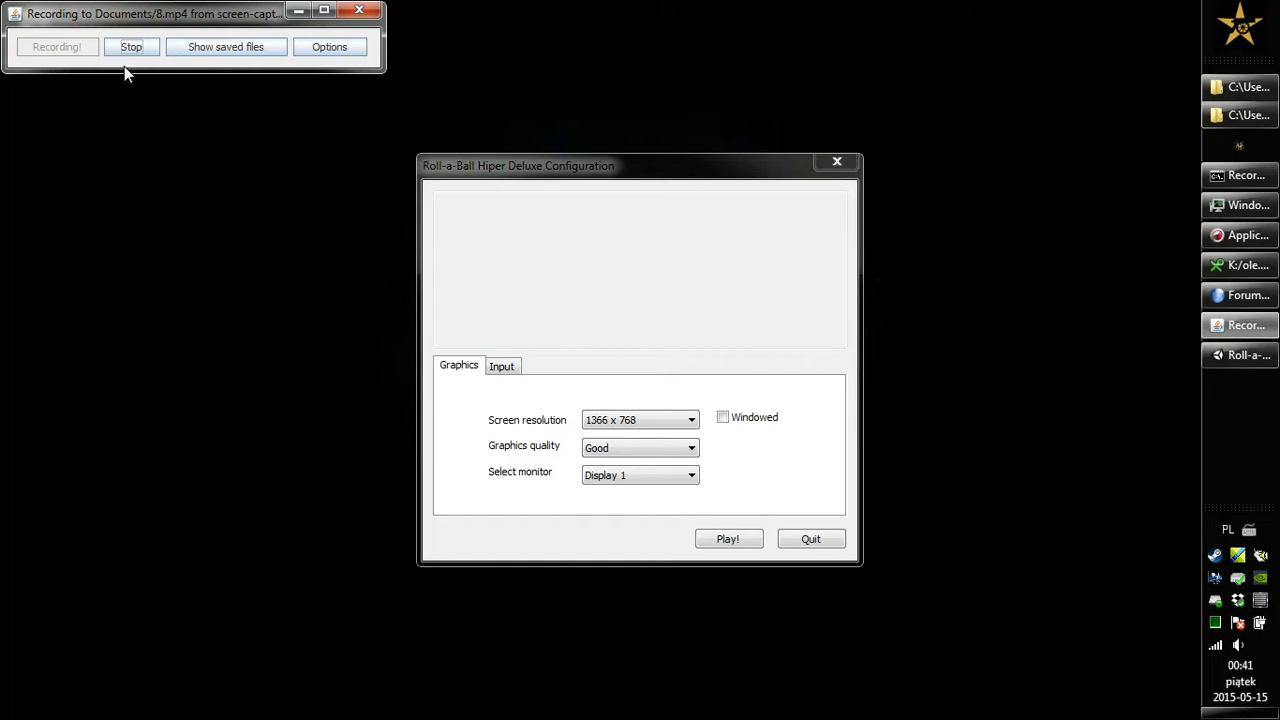 Recording to Documents/8.mp4 from screen-capt...
Recording!
Stop
Show saved files
Options
Roll-a-Ball Hiper Deluxe Configuration
Graphics
Input
Screen resolution
1366 x 768
Windowed
Graphics quality
Good
Select monitor
Display 1
Play!
Quit
C:\Use...
C:\Use...
Recor...
Windo...
Applic...
K:/ole....
Forum...
Recor...
Roll-a-...
PL
00:41
piątek
2015-05-15